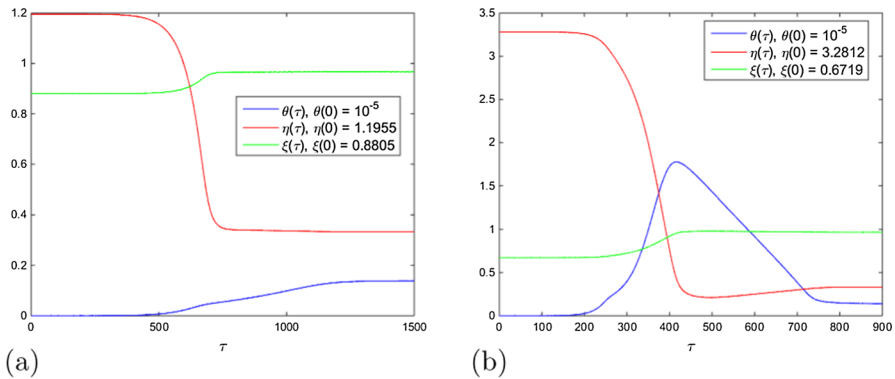 1.2
1
0.8
0.6
0.4
0.2
0
0
500
1000
1500
θ(τ), θ(0) = 10⁻⁵
η(τ), η(0) = 1.1955
ξ(τ), ξ(0) = 0.8805
τ
(a)
3.5
3
2.5
2
1.5
1
0.5
0
0
100
200
300
400
500
600
700
800
900
θ(τ), θ(0) = 10⁻⁵
η(τ), η(0) = 3.2812
ξ(τ), ξ(0) = 0.6719
τ
(b)